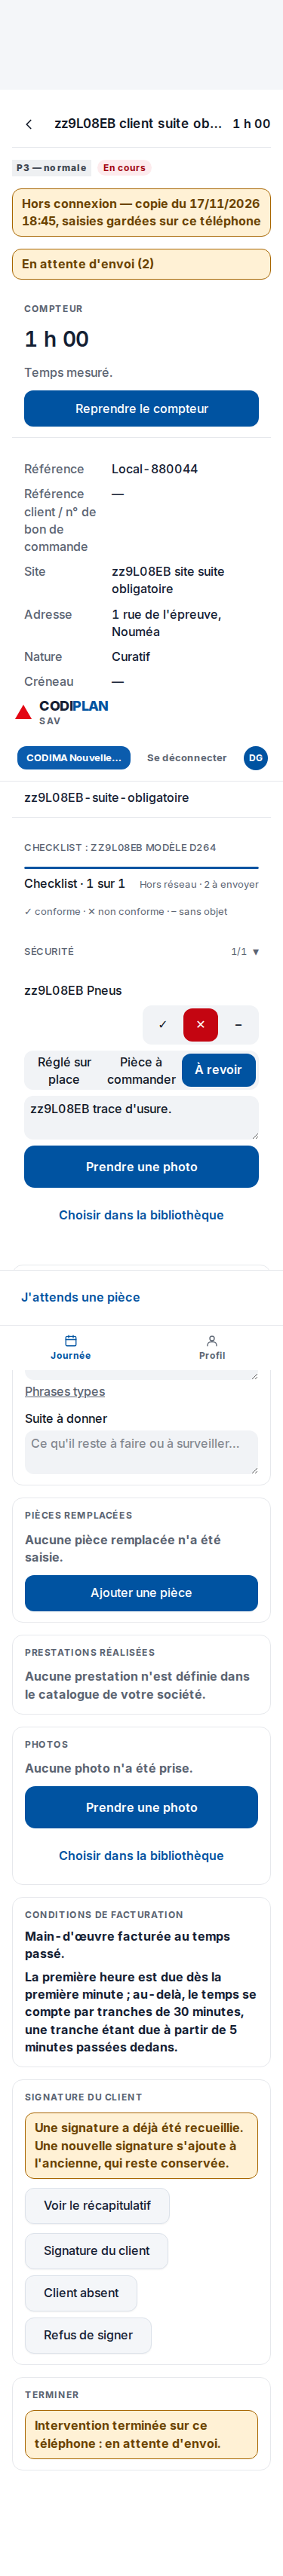 zz9L08EB client suite ob... 1 h 00
P3 — normale En cours
Hors connexion — copie du 17/11/2026
18:45, saisies gardées sur ce téléphone
En attente d'envoi (2)
COMPTEUR
1 h 00
Temps mesuré.
Reprendre le compteur
Référence Local-880044
Référence —
client / n° de
bon de
commande
Site zz9L08EB site suite
obligatoire
Adresse 1 rue de l'épreuve,
Nouméa
Nature Curatif
Créneau —
CODIPLAN
SAV
CODIMA Nouvelle... Se déconnecter DG
zz9L08EB-suite-obligatoire
CHECKLIST : ZZ9L08EB MODÈLE D264
Checklist · 1 sur 1 Hors réseau · 2 à envoyer
✓ conforme · ✕ non conforme · – sans objet
SÉCURITÉ 1/1 ▼
zz9L08EB Pneus
✓ ✕ –
Réglé sur Pièce à À revoir
place commander
zz9L08EB trace d'usure.
Prendre une photo
Choisir dans la bibliothèque
J'attends une pièce
Journée Profil
Phrases types
Suite à donner
Ce qu'il reste à faire ou à surveiller...
PIÈCES REMPLACÉES
Aucune pièce remplacée n'a été
saisie.
Ajouter une pièce
PRESTATIONS RÉALISÉES
Aucune prestation n'est définie dans
le catalogue de votre société.
PHOTOS
Aucune photo n'a été prise.
Prendre une photo
Choisir dans la bibliothèque
CONDITIONS DE FACTURATION
Main-d'œuvre facturée au temps
passé.
La première heure est due dès la
première minute ; au-delà, le temps se
compte par tranches de 30 minutes,
une tranche étant due à partir de 5
minutes passées dedans.
SIGNATURE DU CLIENT
Une signature a déjà été recueillie.
Une nouvelle signature s'ajoute à
l'ancienne, qui reste conservée.
Voir le récapitulatif
Signature du client
Client absent
Refus de signer
TERMINER
Intervention terminée sur ce
téléphone : en attente d'envoi.